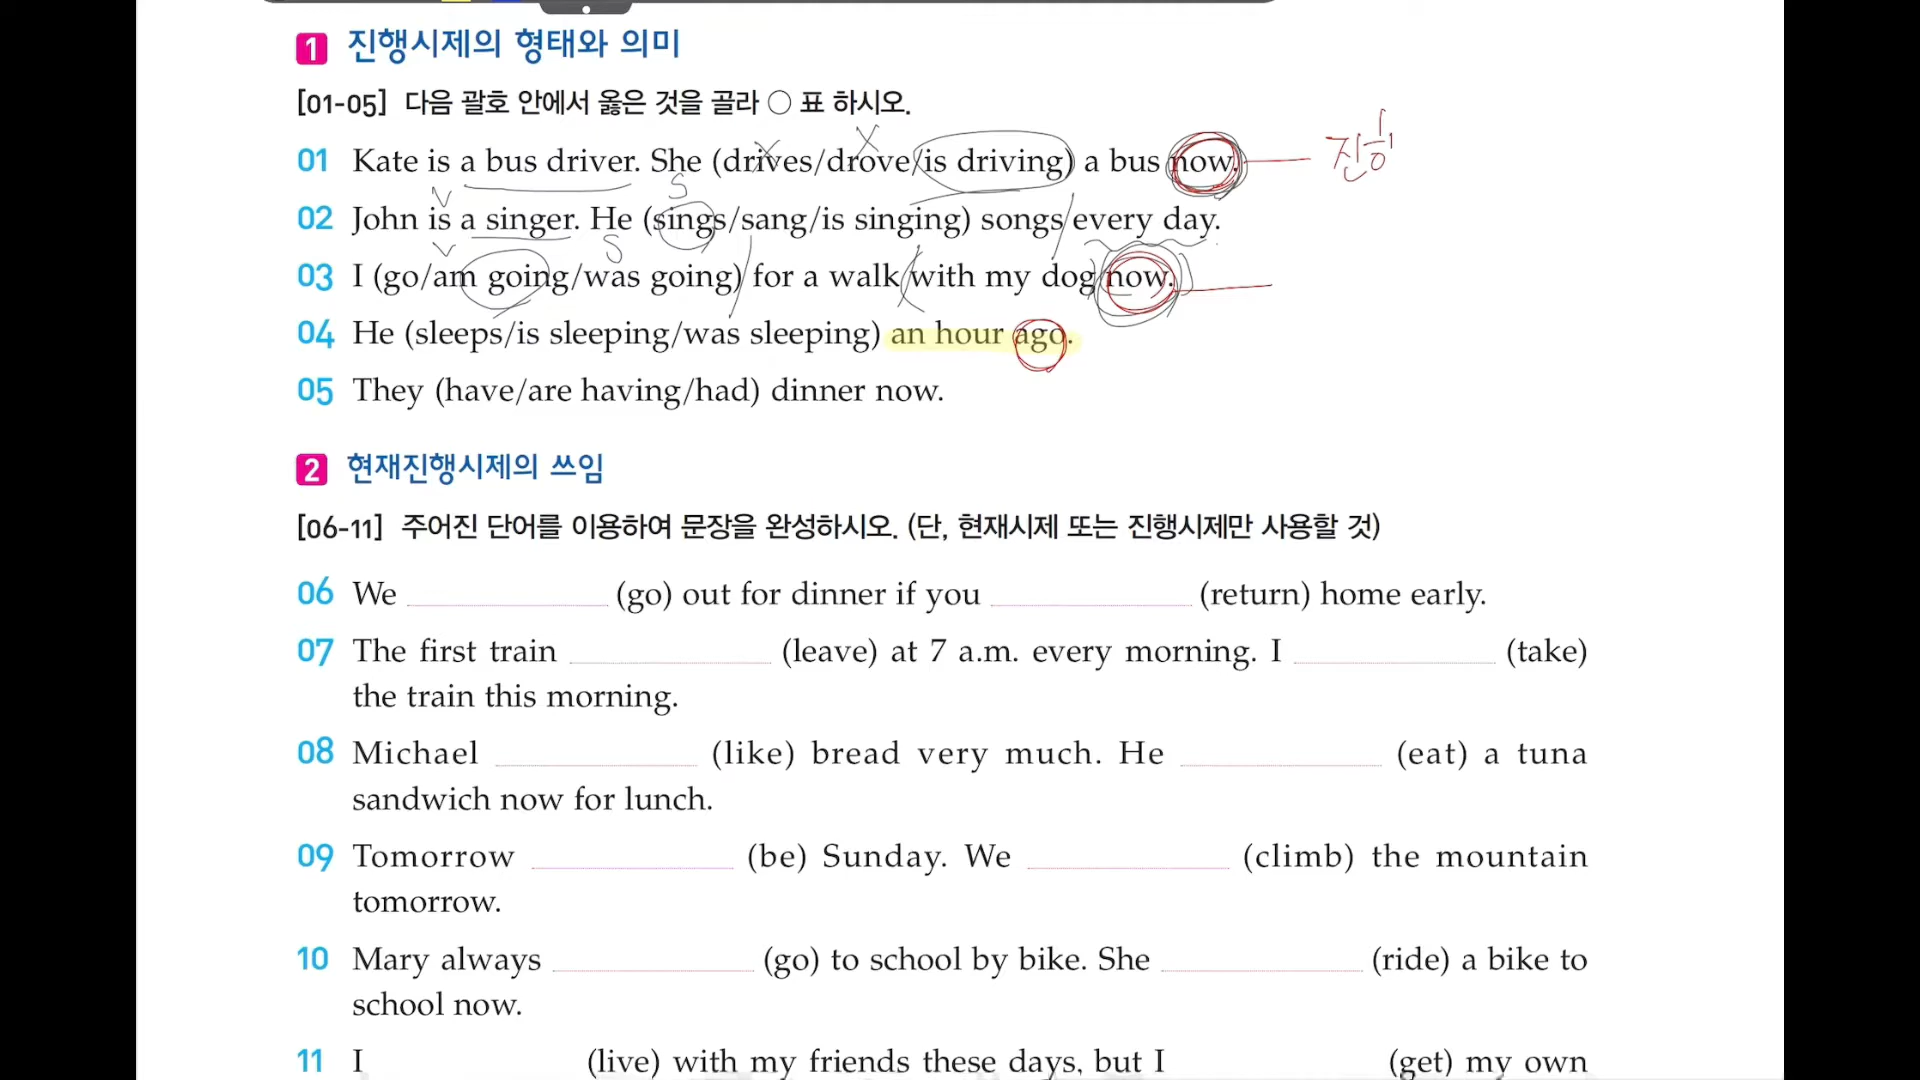 1 진행시제의 형태와 의미
[01-05] 다음 괄호 안에서 옳은 것을 골라 ○ 표 하시오.
01 Kate is a bus driver. She (drives/drove/is driving) a bus now.
진행
02 John is a singer. He (sings/sang/is singing) songs every day.
03 I (go/am going/was going) for a walk with my dog now.
04 He (sleeps/is sleeping/was sleeping) an hour ago.
05 They (have/are having/had) dinner now.
2 현재진행시제의 쓰임
[06-11] 주어진 단어를 이용하여 문장을 완성하시오. (단, 현재시제 또는 진행시제만 사용할 것)
06 We (go) out for dinner if you (return) home early.
07 The first train (leave) at 7 a.m. every morning. I (take)
the train this morning.
08 Michael (like) bread very much. He (eat) a tuna
sandwich now for lunch.
09 Tomorrow (be) Sunday. We (climb) the mountain
tomorrow.
10 Mary always (go) to school by bike. She (ride) a bike to
school now.
11 I (live) with my friends these days, but I (get) my own